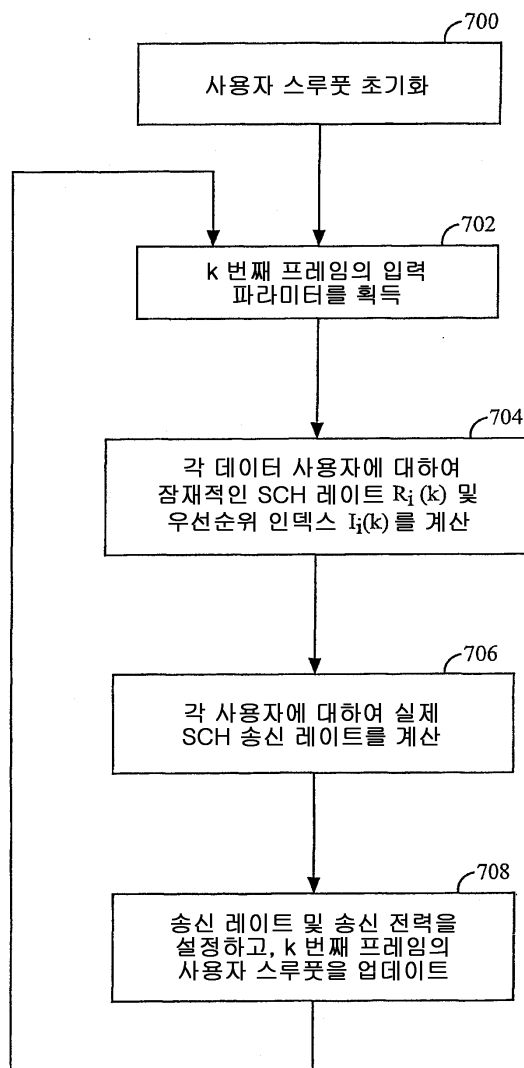 700
사용자 스루풋 초기화
702
k 번째 프레임의 입력
파라미터를 획득
704
각 데이터 사용자에 대하여
잠재적인 SCH 레이트 Ri (k) 및
우선순위 인덱스 Ii(k) 를 계산
706
각 사용자에 대하여 실제
SCH 송신 레이트를 계산
708
송신 레이트 및 송신 전력을
설정하고, k 번째 프레임의
사용자 스루풋을 업데이트